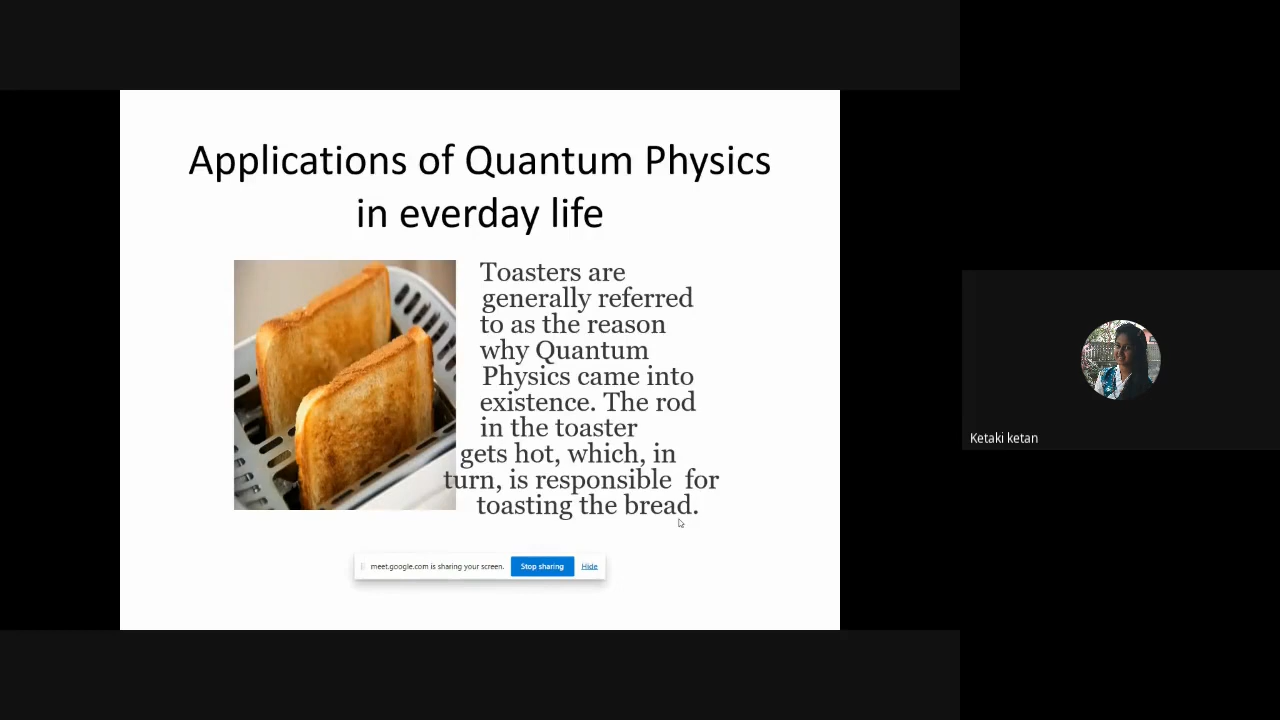 Applications of Quantum Physics
in everday life
Toasters are
generally referred
to as the reason
why Quantum
Physics came into
existence. The rod
in the toaster
gets hot, which, in
turn, is responsible for
toasting the bread.
meet.google.com is sharing your screen. Stop sharing Hide
Ketaki ketan